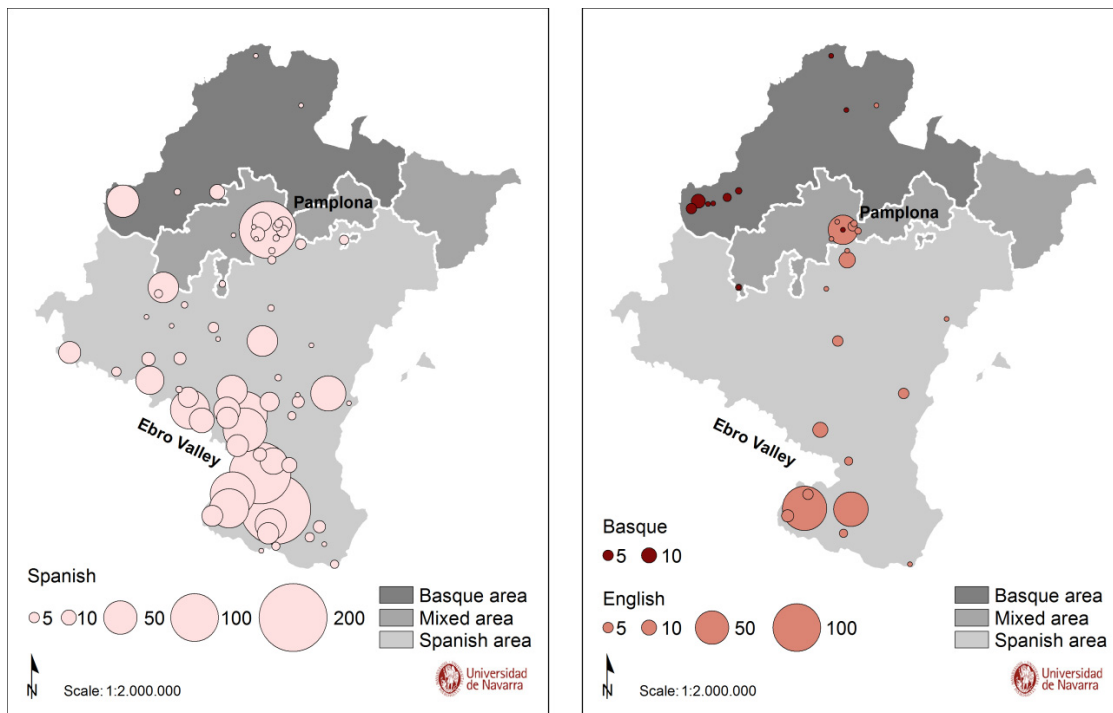 Pamplona
Ebro Valley
Spanish
5 10 50 100 200
Basque area
Mixed area
Spanish area
N
Scale: 1:2.000.000
Universidad
de Navarra
Pamplona
Ebro Valley
Basque
5 10
English
5 10 50 100
Basque area
Mixed area
Spanish area
N
Scale: 1:2.000.000
Universidad
de Navarra